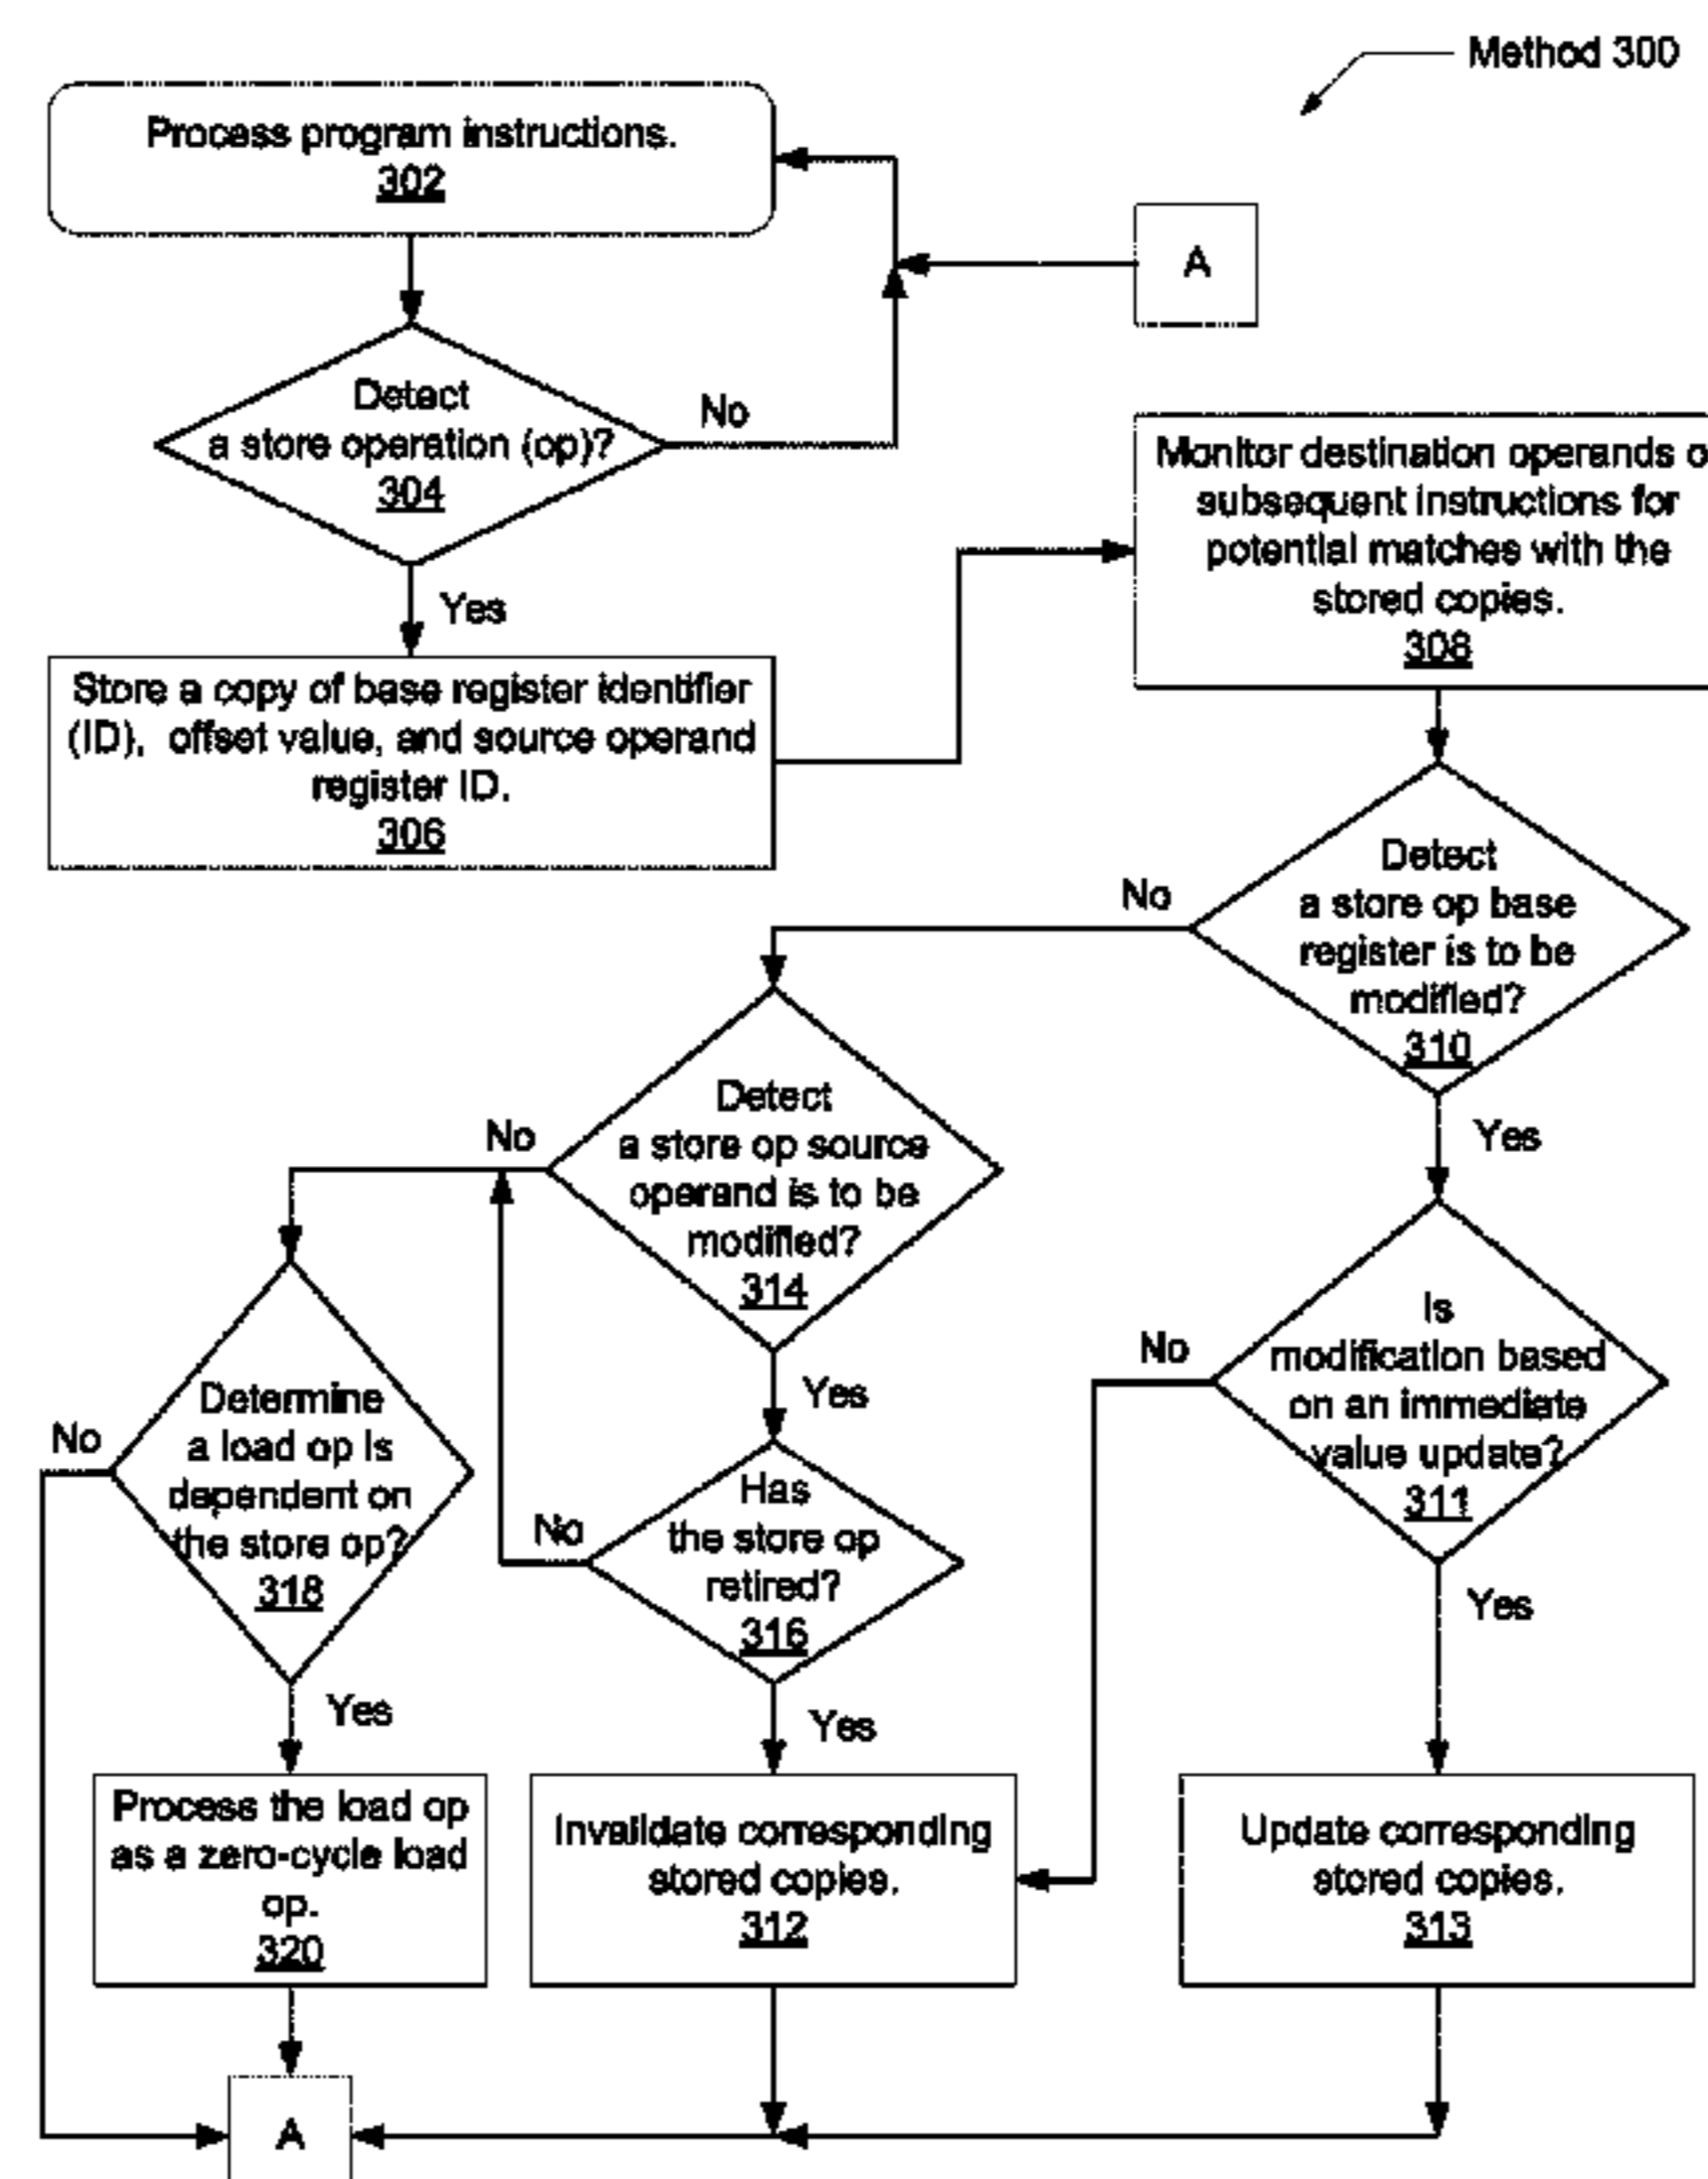 Method 300
Process program instructions.
302
A
Detect
a store operation (op)?
304
No
Yes
Monitor destination operands o
subsequent instructions for
potential matches with the
stored copies.
308
Store a copy of base register identifier
(ID),  offset value, and source operand
register ID.
306
Detect
a store op base
register is to be
modified?
310
No
Yes
Detect
a store op source
operand is to be
modified?
314
No
Yes
Is
modification based
on an immediate
value update?
311
No
Yes
Determine
a load op is
dependent on
the store op?
318
No
Yes
Has
the store op
retired?
316
No
Yes
Process the load op
as a zero-cycle load
op.
320
Invalidate corresponding
stored copies.
312
Update corresponding
stored copies.
313
A